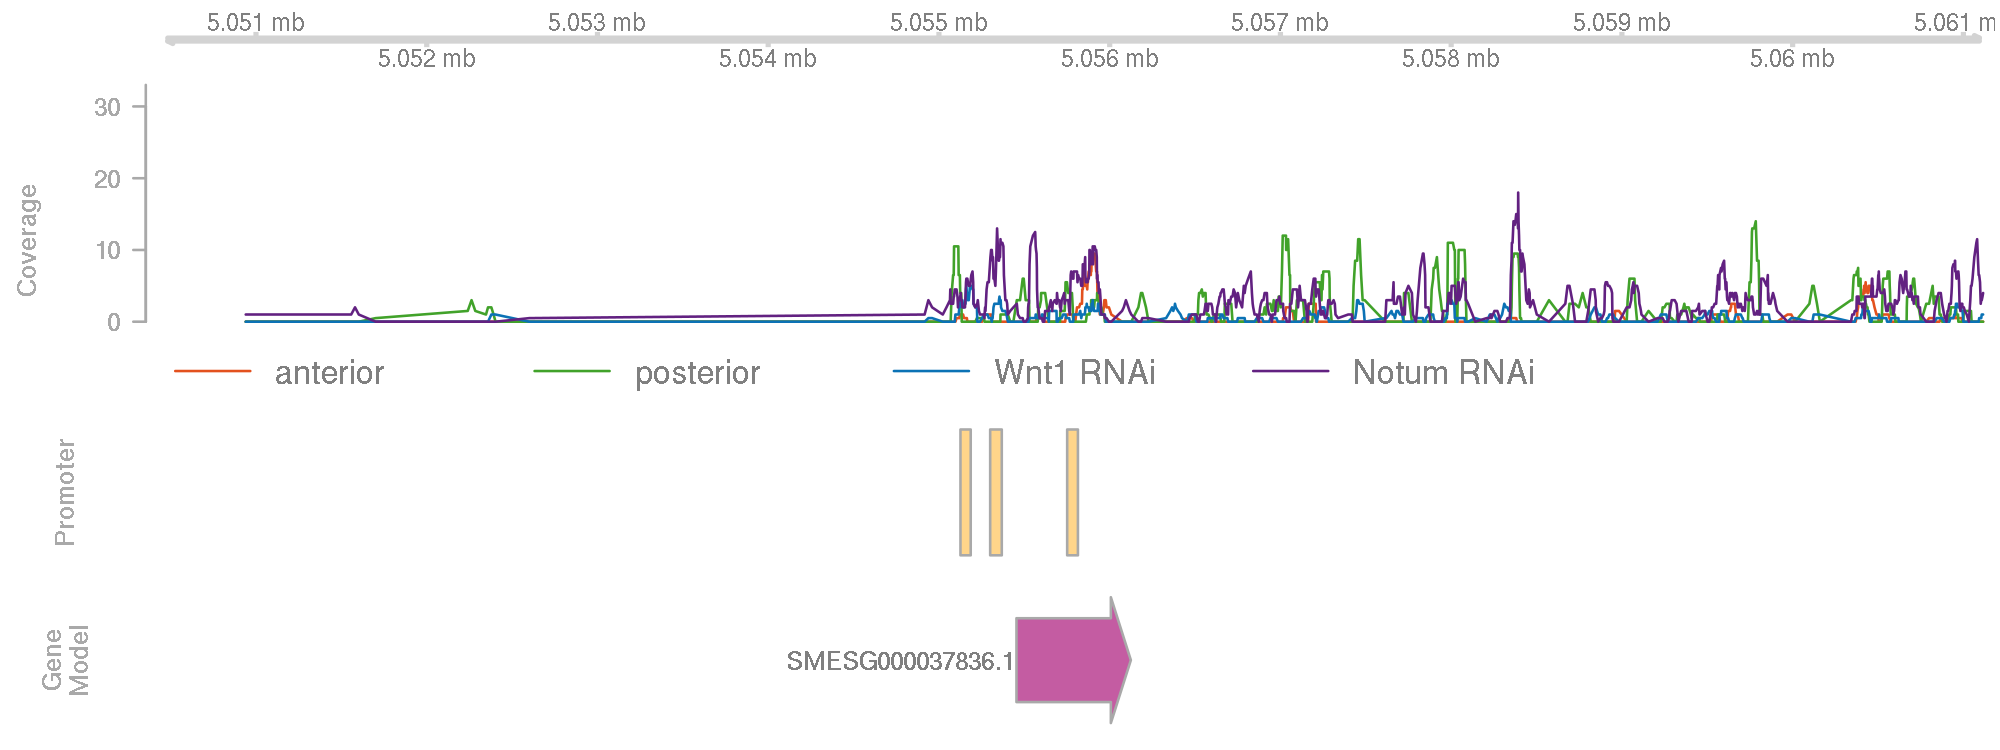 5.051 mb 5.053 mb 5.055 mb 5.057 mb 5.059 mb 5.061 m
5.052 mb 5.054 mb 5.056 mb 5.058 mb 5.06 mb
30
20
10
0
Coverage
anterior posterior Wnt1 RNAi Notum RNAi
Promoter
SMESG000037836.1
Gene
Model